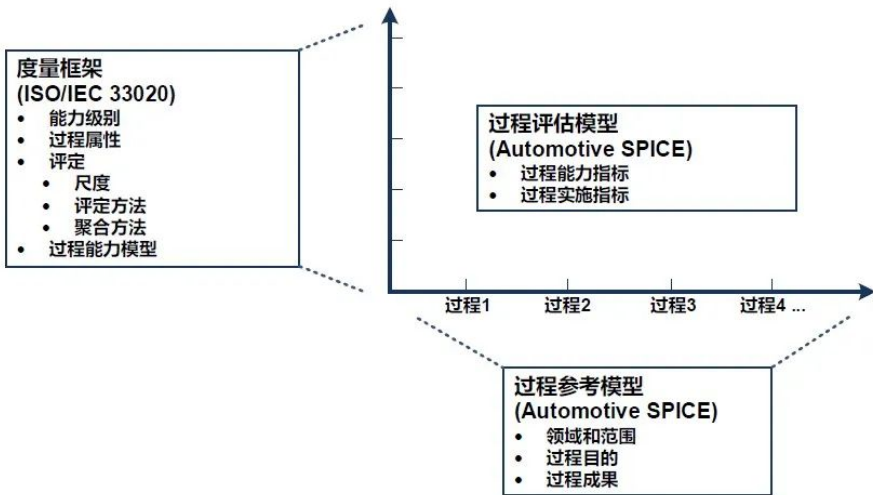 度量框架
(ISO/IEC 33020)
• 能力级别
• 过程属性
• 评定
• 尺度
• 评定方法
• 聚合方法
• 过程能力模型
过程评估模型
(Automotive SPICE)
• 过程能力指标
• 过程实施指标
过程1 过程2 过程3 过程4 ...
过程参考模型
(Automotive SPICE)
• 领域和范围
• 过程目的
• 过程成果